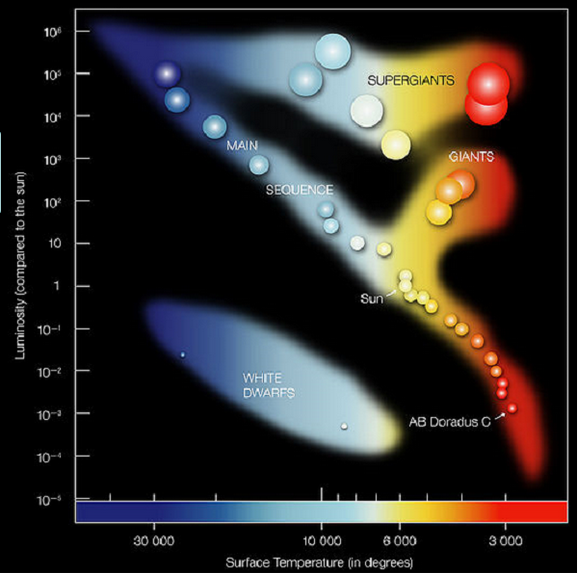 10⁶
10⁵
10⁴
10³
10²
10
1
10⁻¹
10⁻²
10⁻³
10⁻⁴
10⁻⁵
Luminosity (compared to the sun)
SUPERGIANTS
MAIN
SEQUENCE
GIANTS
Sun
WHITE
DWARFS
AB Doradus C
30 000
10 000
6 000
3 000
Surface Temperature (in degrees)